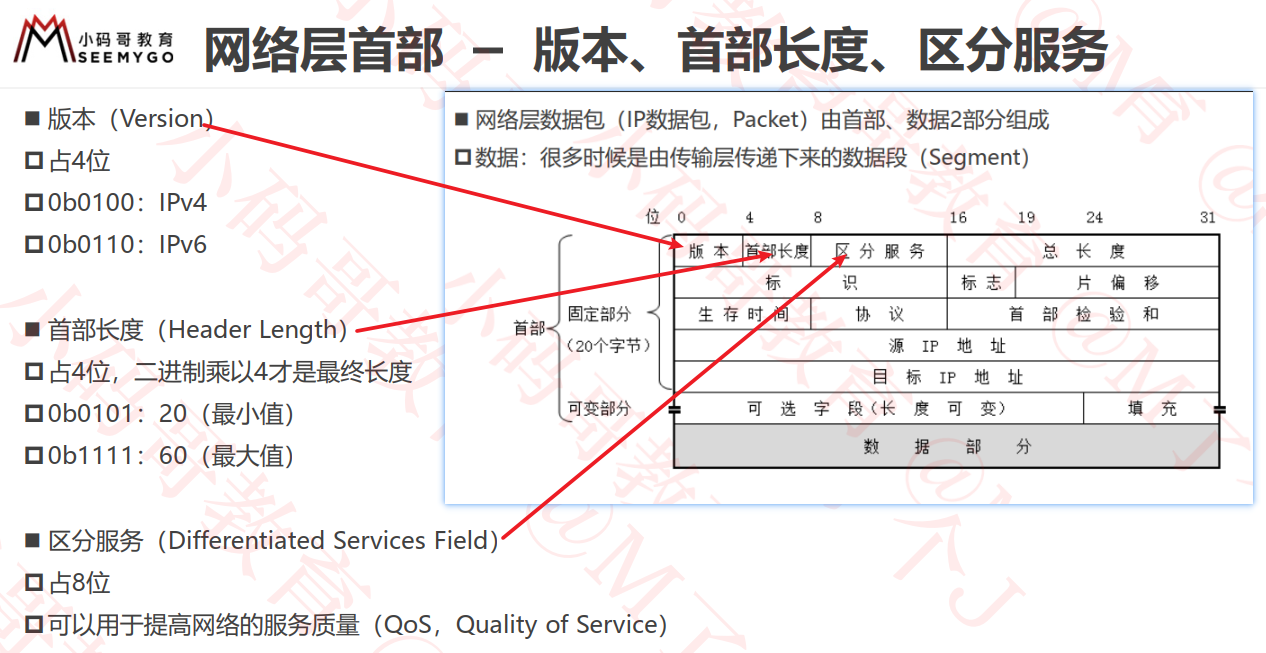 小码哥教育
SEEMYGO
网络层首部 – 版本、首部长度、区分服务
■ 版本（Version）
占4位
0b0100：IPv4
0b0110：IPv6
■ 首部长度（Header Length）
占4位，二进制乘以4才是最终长度
0b0101：20（最小值）
0b1111：60（最大值）
■ 区分服务（Differentiated Services Field）
占8位
可以用于提高网络的服务质量（QoS，Quality of Service）
■ 网络层数据包（IP数据包，Packet）由首部、数据2部分组成
数据：很多时候是由传输层传递下来的数据段（Segment）
位 0 4 8 16 19 24 31
版本 首部长度 区分服务 总长度
标识 标志 片偏移
生存时间 协议 首部检验和
源 IP 地址
目标 IP 地址
可选字段(长度可变) 填充
数据部分
首部
固定部分
(20个字节)
可变部分
小码哥教育 @M了个J